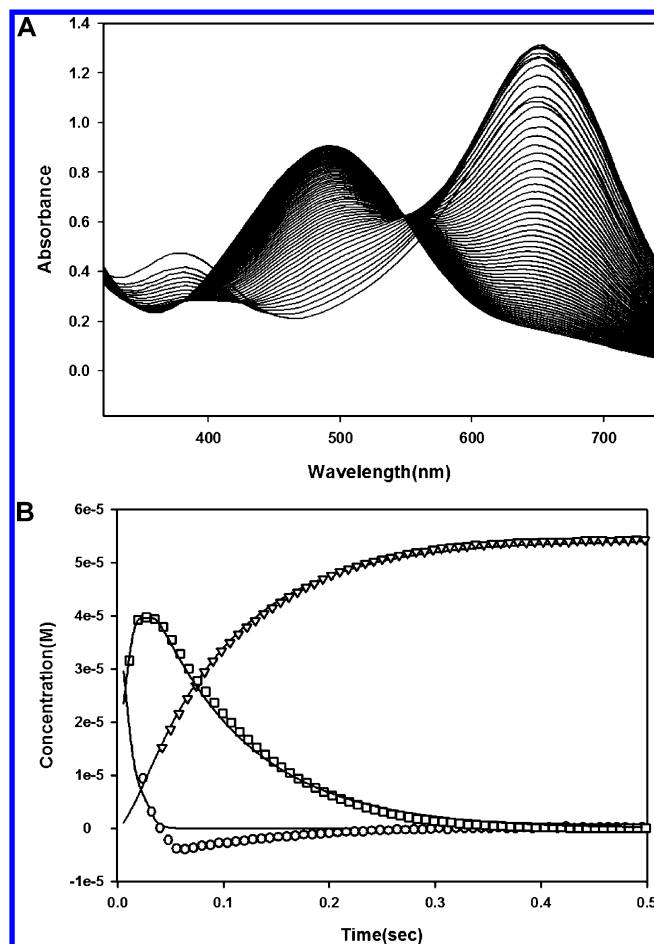 A
1.4
1.2
1.0
0.8
0.6
0.4
0.2
0.0
Absorbance
400 500 600 700
Wavelength(nm)
B
6e-5
5e-5
4e-5
3e-5
2e-5
1e-5
0
-1e-5
Concentration(M)
0.0 0.1 0.2 0.3 0.4 0.5
Time(sec)